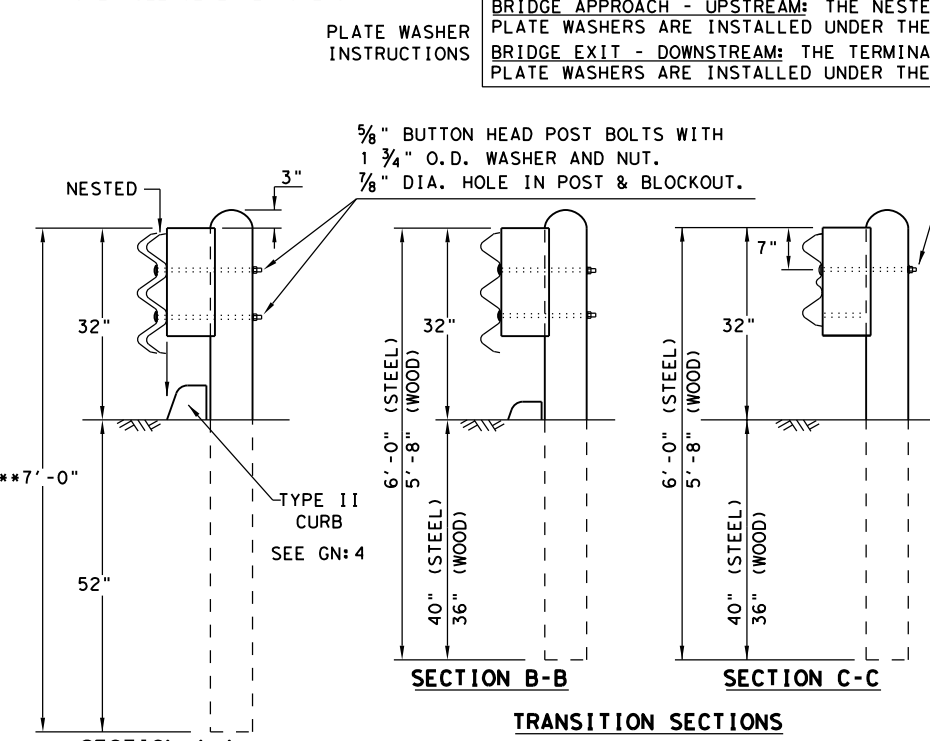 BRIDGE APPROACH - UPSTREAM: THE NESTE
PLATE WASHERS ARE INSTALLED UNDER THE
BRIDGE EXIT - DOWNSTREAM: THE TERMINA
PLATE WASHERS ARE INSTALLED UNDER THE
PLATE WASHER
INSTRUCTIONS
⅝" BUTTON HEAD POST BOLTS WITH
1 ¾" O.D. WASHER AND NUT.
⅞" DIA. HOLE IN POST & BLOCKOUT.
NESTED
3"
32"
**7'-0"
52"
TYPE II
CURB
SEE GN:4
32"
6'-0" (STEEL)
5'-8" (WOOD)
40" (STEEL)
36" (WOOD)
SECTION B-B
7"
32"
6'-0" (STEEL)
5'-8" (WOOD)
40" (STEEL)
36" (WOOD)
SECTION C-C
TRANSITION SECTIONS